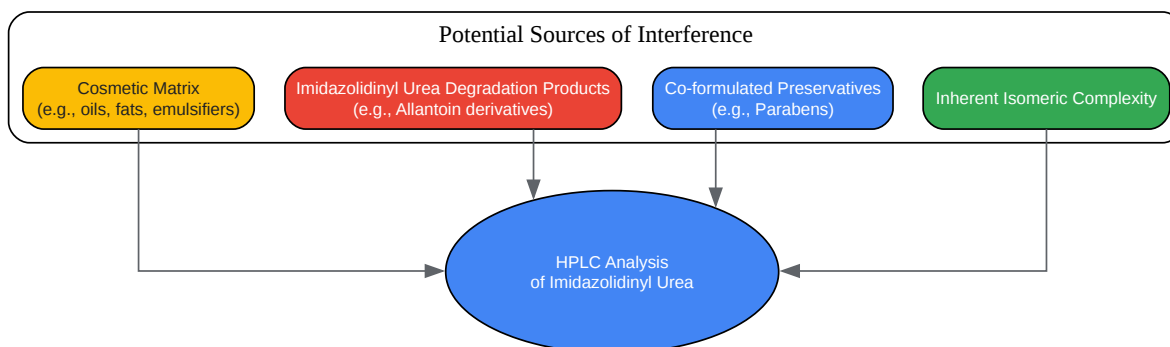 Potential Sources of Interference
Cosmetic Matrix
(e.g., oils, fats, emulsifiers)
Imidazolidinyl Urea Degradation Products
(e.g., Allantoin derivatives)
Co-formulated Preservatives
(e.g., Parabens)
Inherent Isomeric Complexity
HPLC Analysis
of Imidazolidinyl Urea